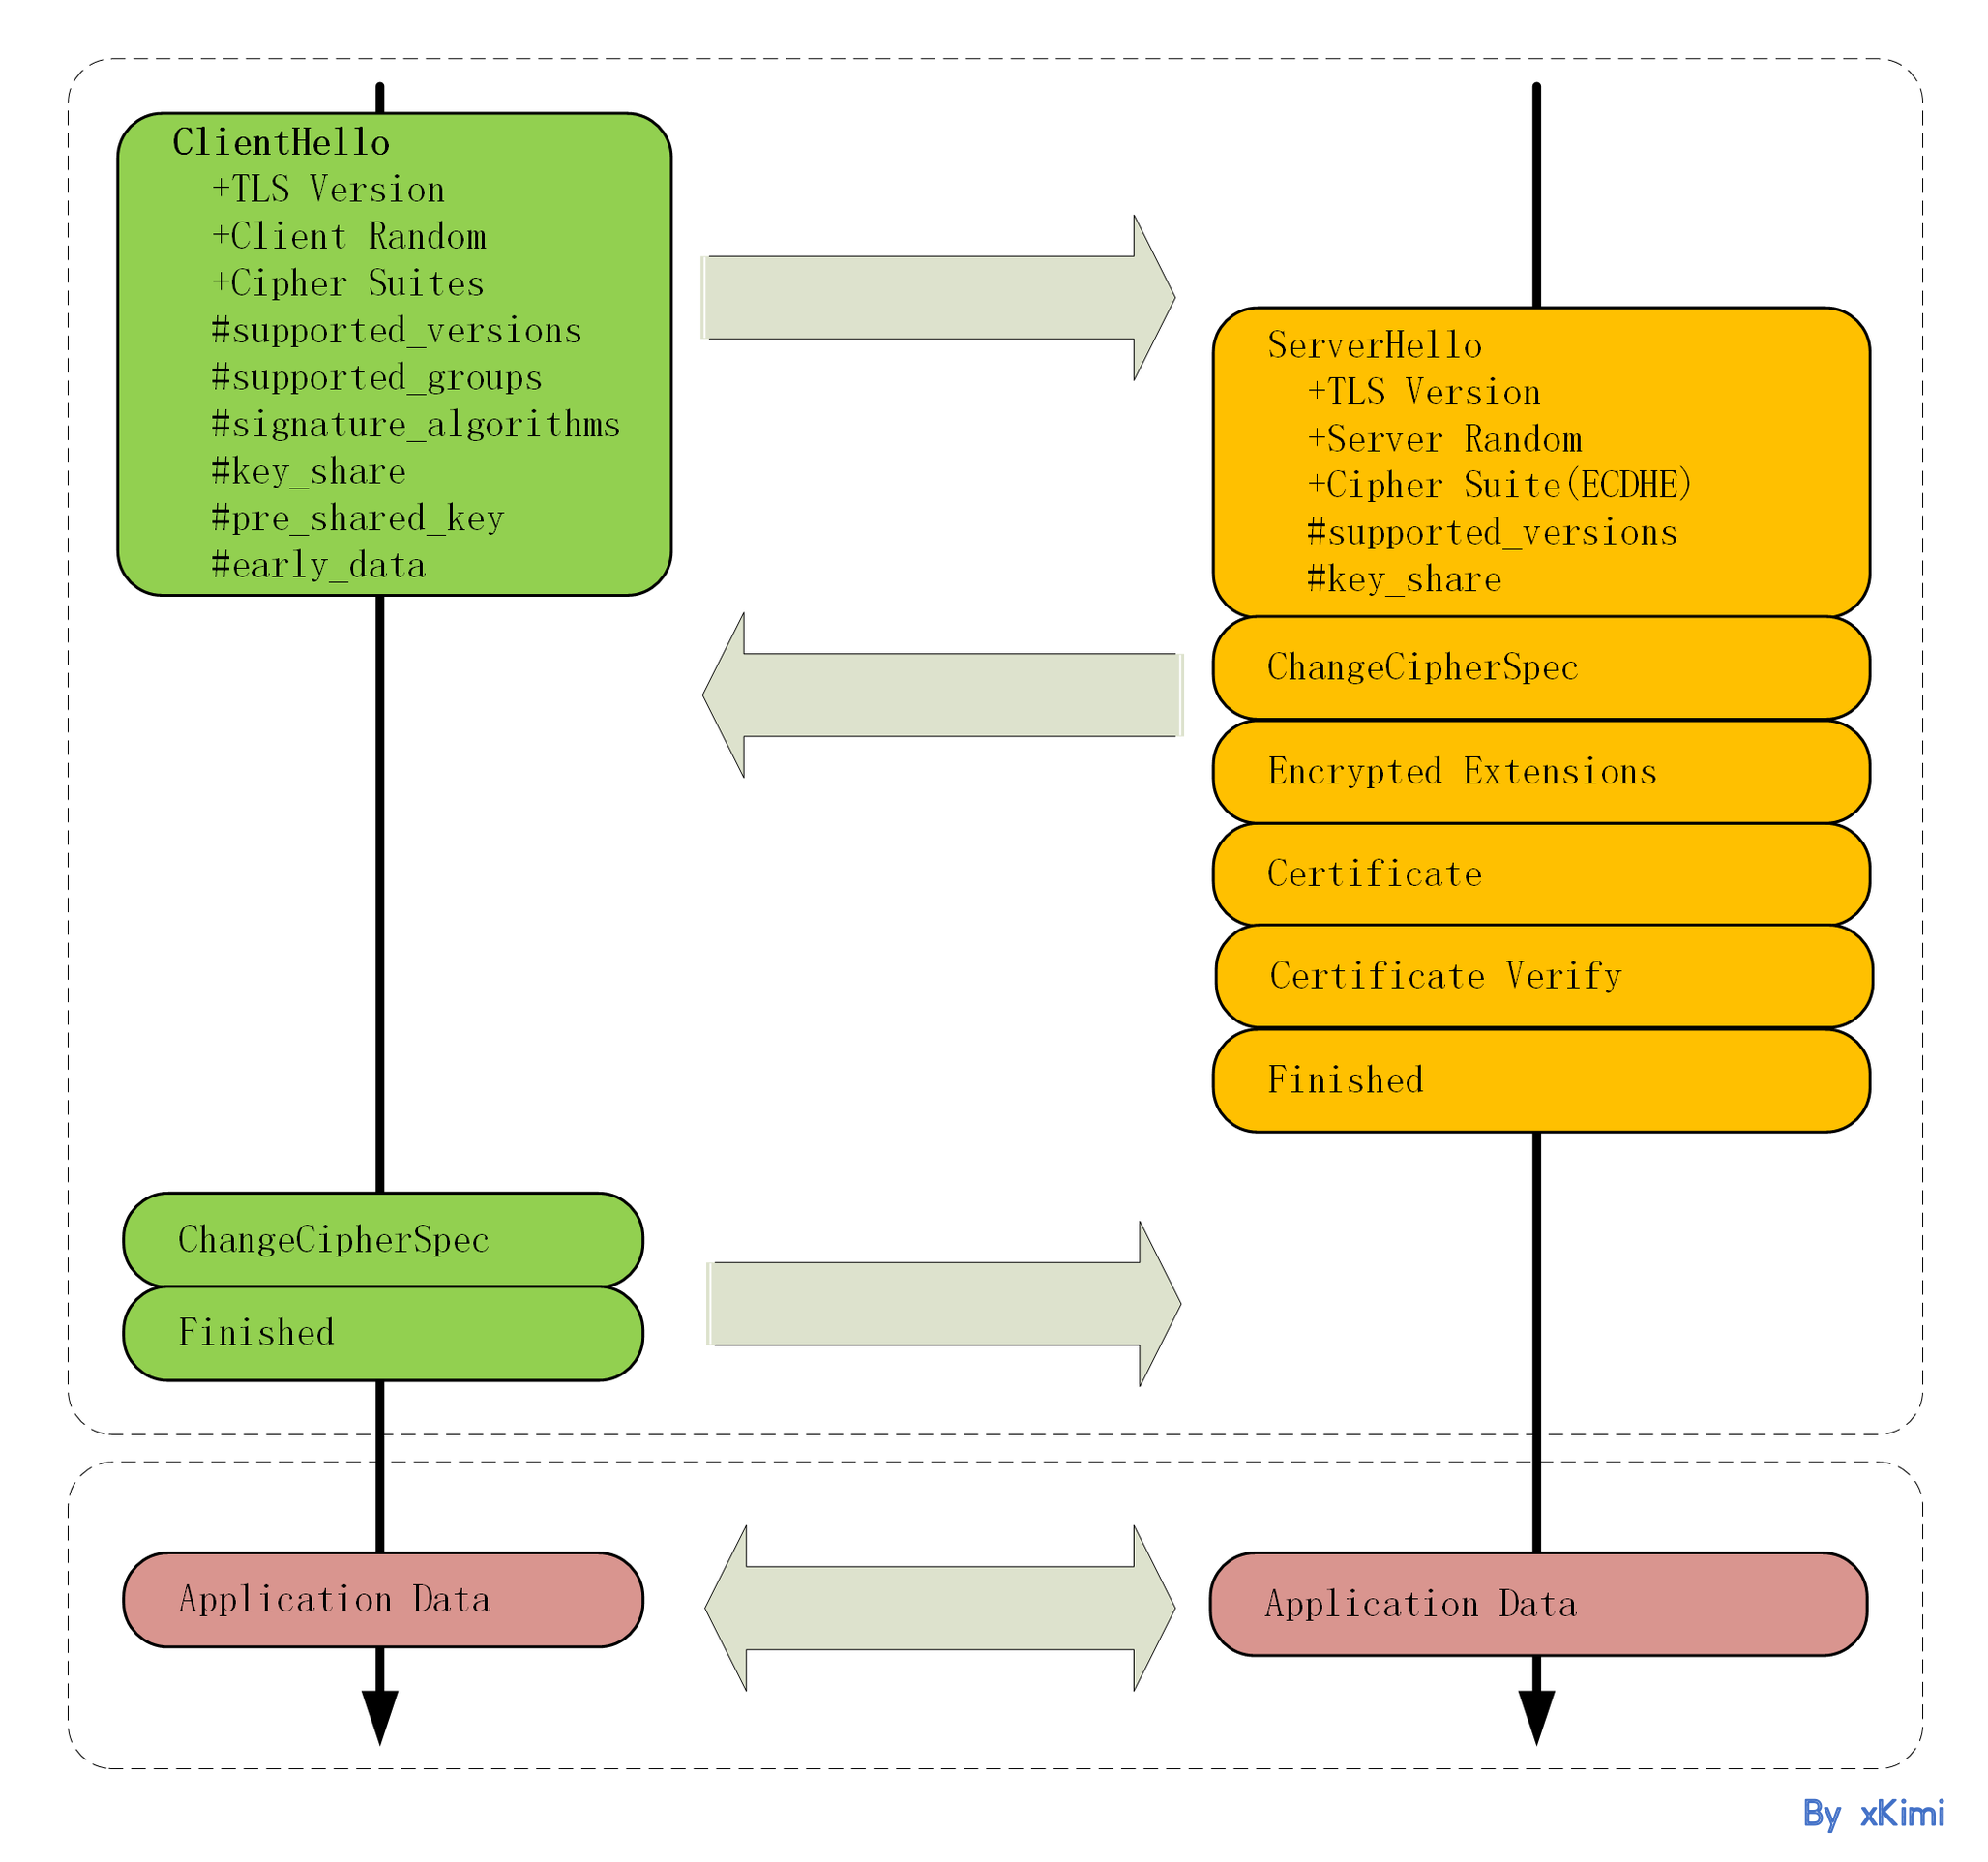 ClientHello
+TLS Version
+Client Random
+Cipher Suites
#supported_versions
#supported_groups
#signature_algorithms
#key_share
#pre_shared_key
#early_data
ServerHello
+TLS Version
+Server Random
+Cipher Suite(ECDHE)
#supported_versions
#key_share
ChangeCipherSpec
Encrypted Extensions
Certificate
Certificate Verify
Finished
ChangeCipherSpec
Finished
Application Data
Application Data
By xKimi